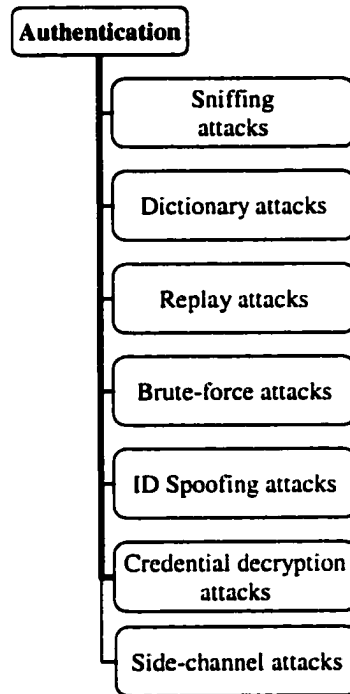 Authentication
Sniffing
attacks
Dictionary attacks
Replay attacks
Brute-force attacks
ID Spoofing attacks
Credential decryption
attacks
Side-channel attacks